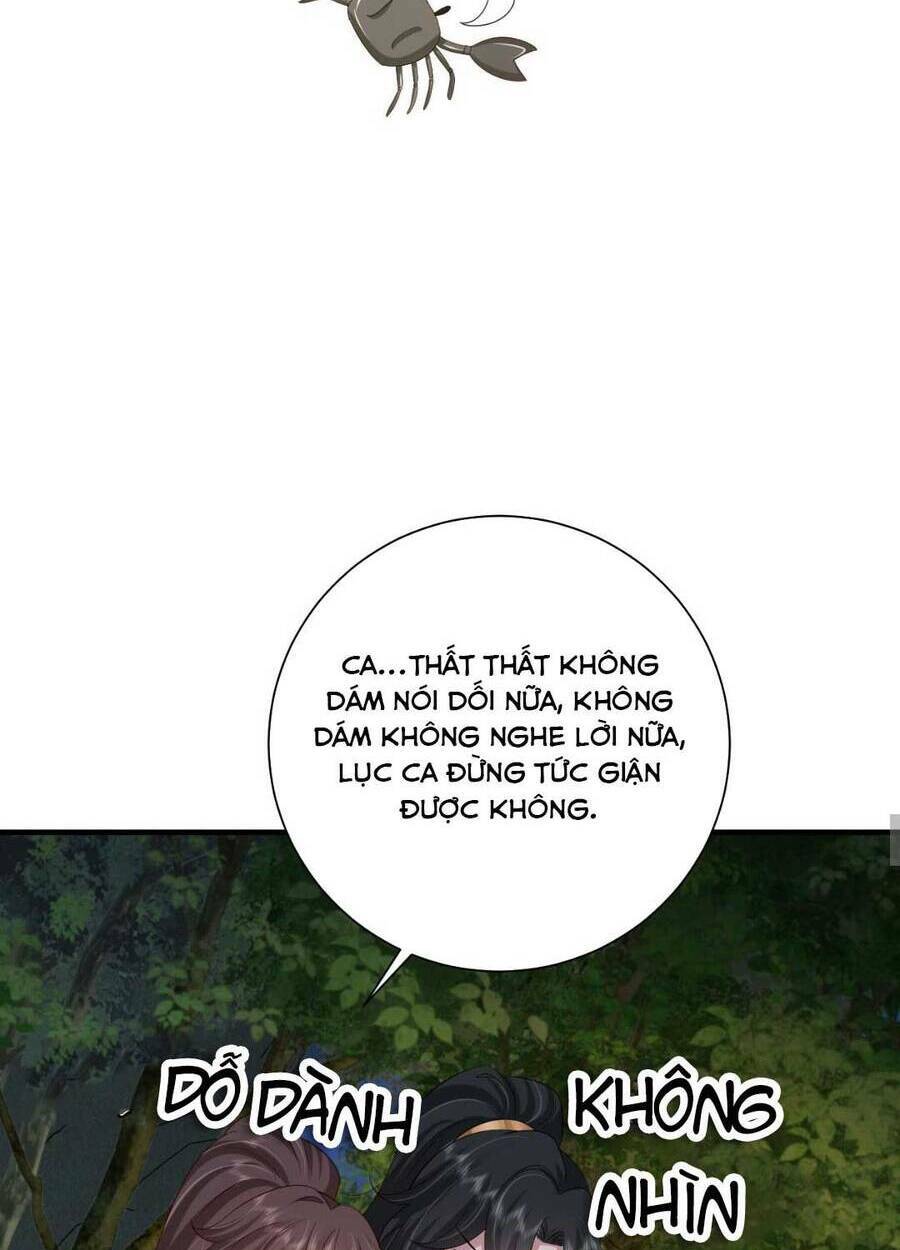 CA...THẤT THẤT KHÔNG
DÁM NÓI DỐI NỮA, KHÔNG
DÁM KHÔNG NGHE LỜI NỮA,
LỤC CA ĐỪNG TỨC GIẬN
ĐƯỢC KHÔNG.
DỖ DÀNH
KHÔNG
NHÌN